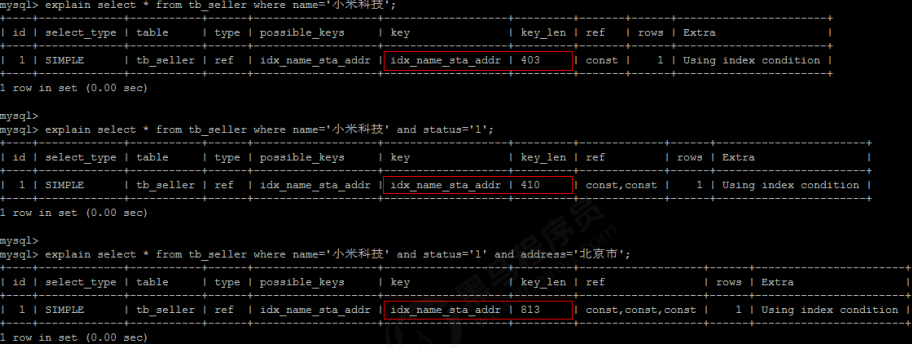 mysql> explain select * from tb_seller where name='小米科技';
+----+-------------+-----------+------+-------------------+-------------------+---------+-------+------+-----------------------+
| id | select_type | table | type | possible_keys | key | key_len | ref | rows | Extra |
| 1 | SIMPLE | tb_seller | ref | idx_name_sta_addr | idx_name_sta_addr | 403 | const | 1 | Using index condition |
1 row in set (0.00 sec)
mysql>
mysql> explain select * from tb_seller where name='小米科技' and status='1';
| id | select_type | table | type | possible_keys | key | key_len | ref | rows | Extra |
| 1 | SIMPLE | tb_seller | ref | idx_name_sta_addr | idx_name_sta_addr | 410 | const,const | 1 | Using index condition |
1 row in set (0.00 sec)
mysql>
mysql> explain select * from tb_seller where name='小米科技' and status='1' and address='北京市';
| id | select_type | table | type | possible_keys | key | key_len | ref | rows | Extra |
| 1 | SIMPLE | tb_seller | ref | idx_name_sta_addr | idx_name_sta_addr | 813 | const,const,const | 1 | Using index condition |
1 row in set (0.00 sec)